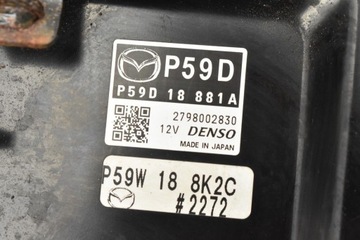 P59D
P59D 18 881A
2798002830
12V DENSO
MADE IN JAPAN
P59W 18 8K2C
#2272